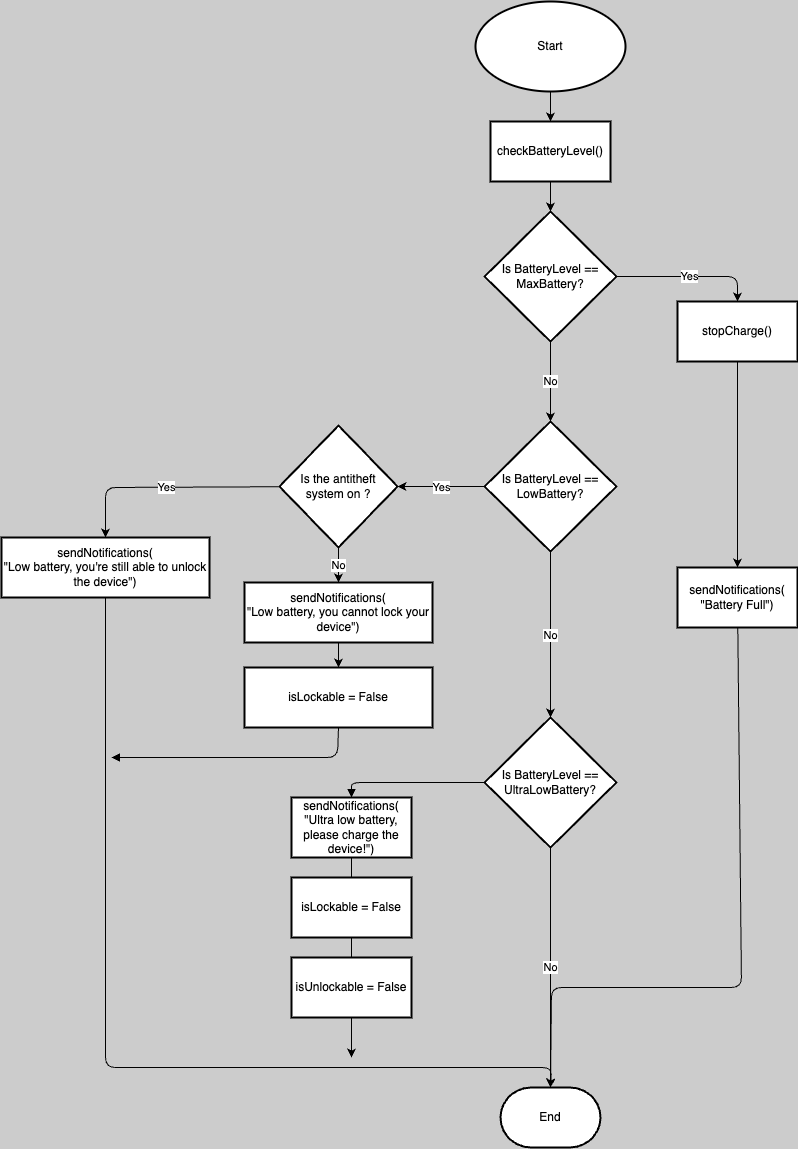 Start
checkBatteryLevel()
Is BatteryLevel ==
MaxBattery?
Yes
stopCharge()
No
Is the antitheft
system on ?
Is BatteryLevel ==
LowBattery?
Yes
Yes
sendNotifications(
"Low battery, you're still able to unlock
the device")
No
sendNotifications(
"Low battery, you cannot lock your
device")
sendNotifications(
"Battery Full")
No
isLockable = False
Is BatteryLevel ==
UltraLowBattery?
sendNotifications(
"Ultra low battery,
please charge the
device!")
isLockable = False
No
isUnlockable = False
End